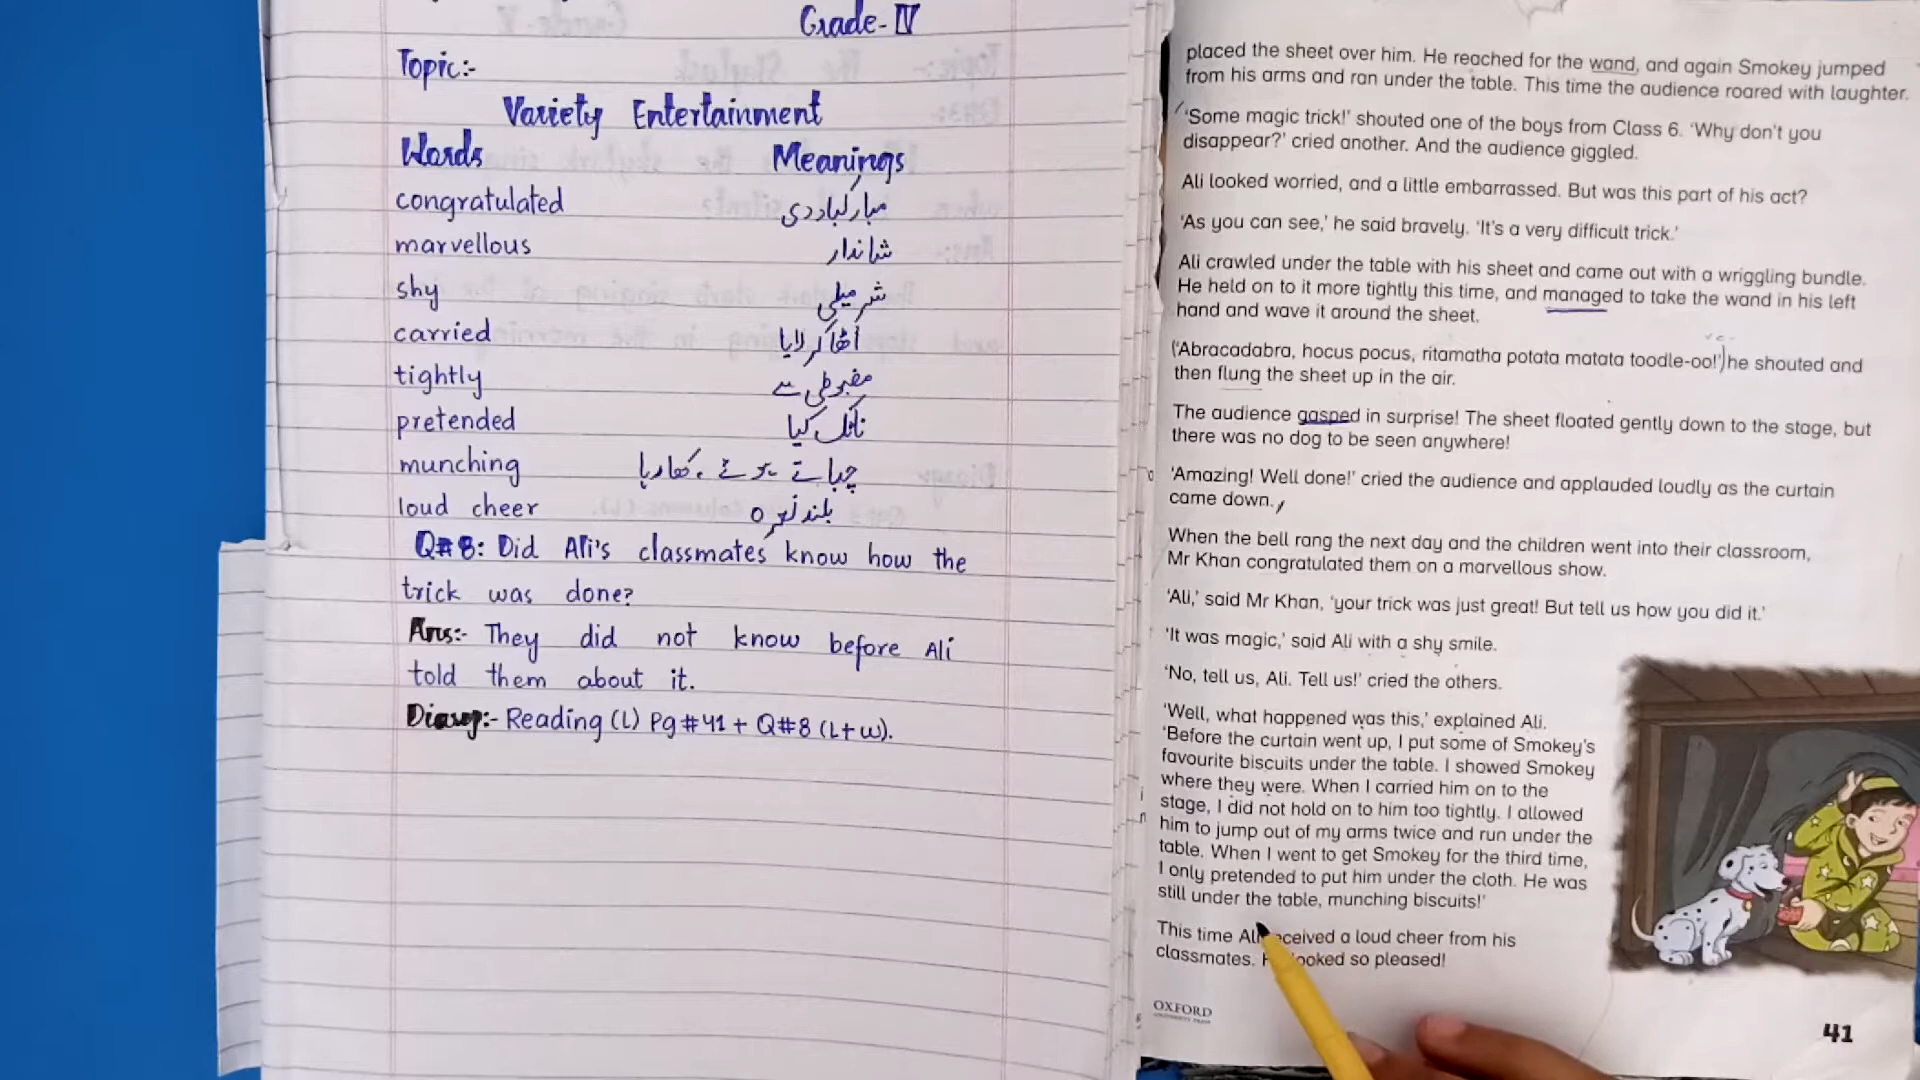 Grade-IV
Topic:-
Variety Entertainment
Words Meanings
congratulated مبارکباد دی
marvellous شاندار
shy شرمیلی
carried اُٹھا کر لایا
tightly مضبوطی سے
pretended ناٹک کیا
munching چباتے ہوئے، کھا رہا
loud cheer بلند نعرہ
Q#8: Did Ali's classmates know how the
trick was done?
Ans:- They did not know before Ali
told them about it.
Diary:- Reading (L) Pg#41 + Q#8 (L+w).
placed the sheet over him. He reached for the wand, and again Smokey jumped
from his arms and ran under the table. This time the audience roared with laughter.
'Some magic trick!' shouted one of the boys from Class 6. 'Why don't you
disappear?' cried another. And the audience giggled.
Ali looked worried, and a little embarrassed. But was this part of his act?
'As you can see,' he said bravely. 'It's a very difficult trick.'
Ali crawled under the table with his sheet and came out with a wriggling bundle.
He held on to it more tightly this time, and managed to take the wand in his left
hand and wave it around the sheet.
('Abracadabra, hocus pocus, ritamatha potata matata toodle-oo!') he shouted and
then flung the sheet up in the air.
The audience gasped in surprise! The sheet floated gently down to the stage, but
there was no dog to be seen anywhere!
'Amazing! Well done!' cried the audience and applauded loudly as the curtain
came down.
When the bell rang the next day and the children went into their classroom,
Mr Khan congratulated them on a marvellous show.
'Ali,' said Mr Khan, 'your trick was just great! But tell us how you did it.'
'It was magic,' said Ali with a shy smile.
'No, tell us, Ali. Tell us!' cried the others.
'Well, what happened was this,' explained Ali.
'Before the curtain went up, I put some of Smokey's
favourite biscuits under the table. I showed Smokey
where they were. When I carried him on to the
stage, I did not hold on to him too tightly. I allowed
him to jump out of my arms twice and run under the
table. When I went to get Smokey for the third time,
I only pretended to put him under the cloth. He was
still under the table, munching biscuits!'
This time Ali received a loud cheer from his
classmates. He looked so pleased!
OXFORD
UNIVERSITY PRESS
41